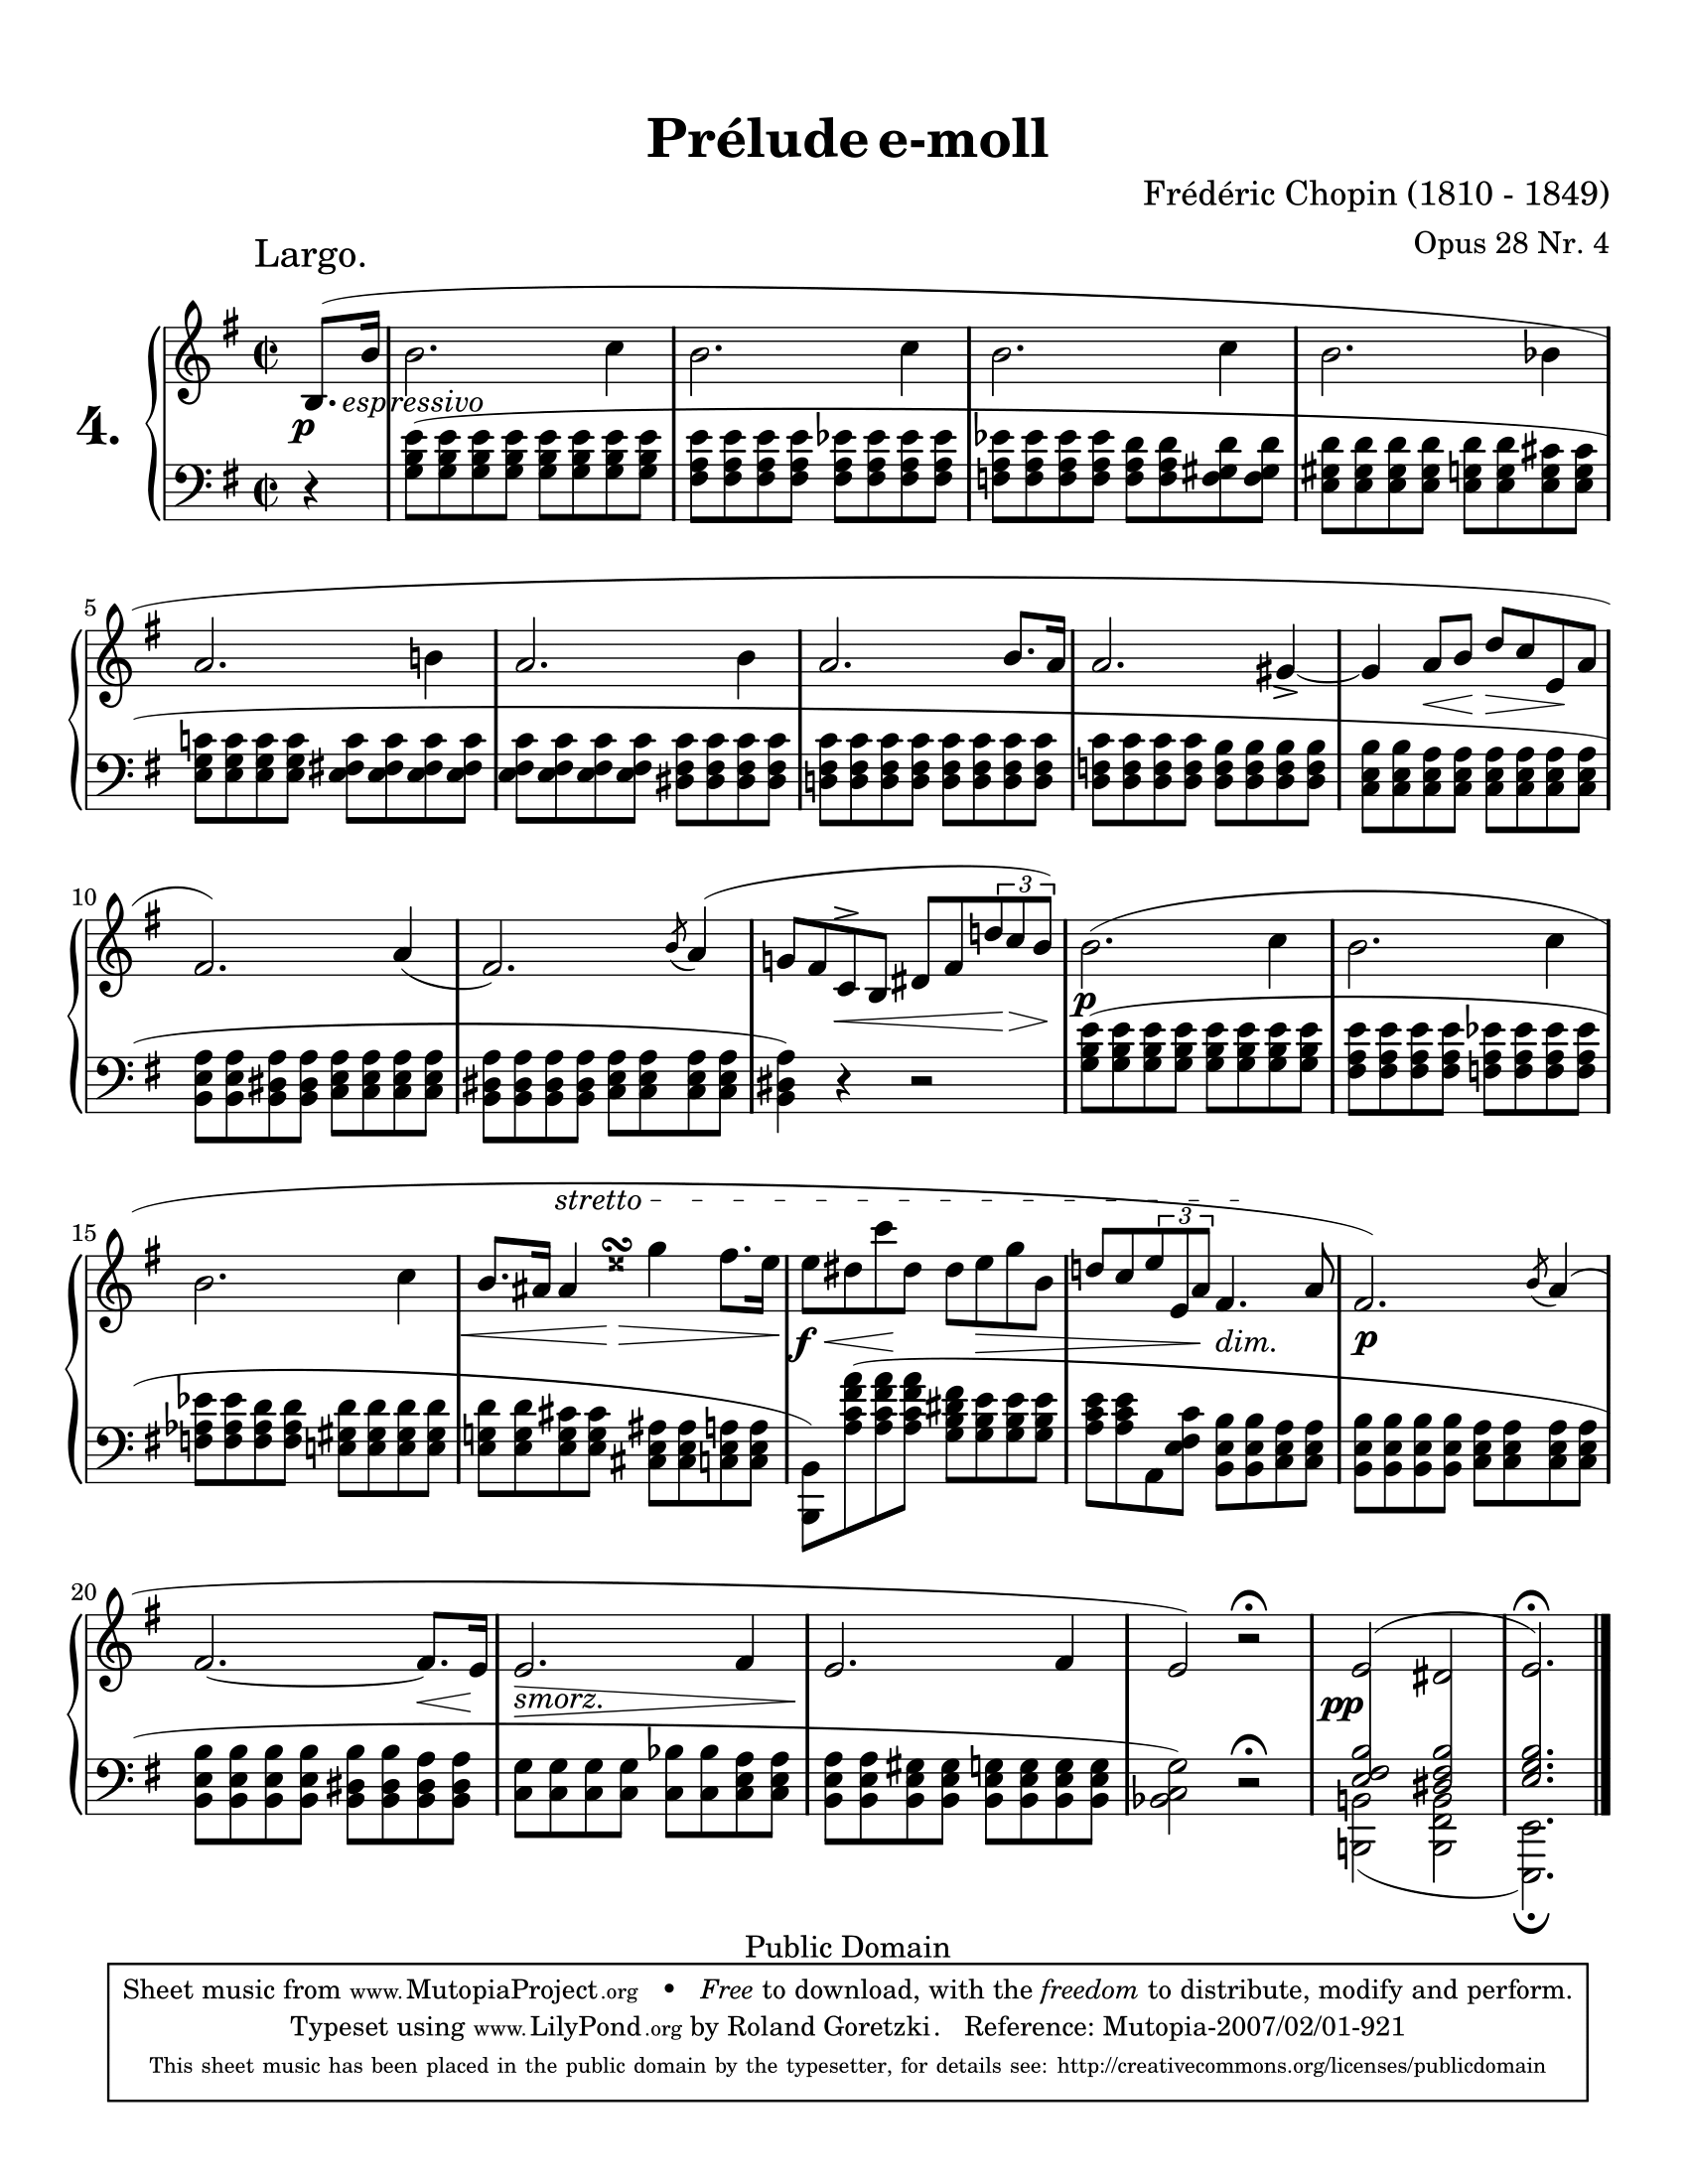 Prélude e-moll
Frédéric Chopin (1810 - 1849)
Largo.
Opus 28 Nr. 4
4.
p espressivo
5
10
3
3
p
stretto
15
3
f
dim.
p
20
smorz.
pp
Public Domain
Sheet music from www.MutopiaProject.org • Free to download, with the freedom to distribute, modify and perform.
Typeset using www.LilyPond.org by Roland Goretzki. Reference: Mutopia-2007/02/01-921
This sheet music has been placed in the public domain by the typesetter, for details see: http://creativecommons.org/licenses/publicdomain